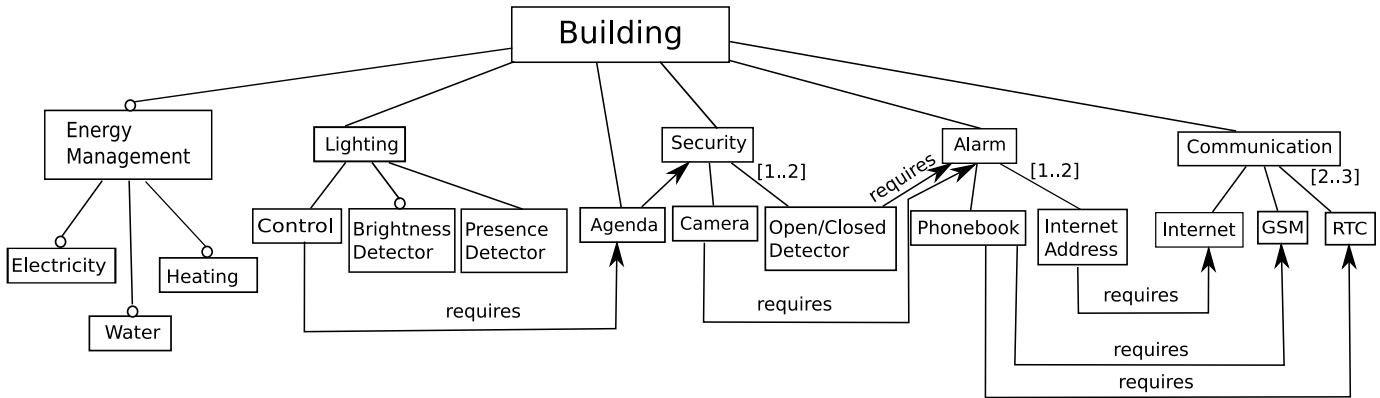 Building
Energy
Management
Lighting
Security
Alarm
Communication
[1..2]
requires
[1..2]
[2..3]
Control
Brightness
Detector
Presence
Detector
Agenda
Camera
Open/Closed
Detector
Phonebook
Internet
Address
Internet
GSM
RTC
Electricity
Heating
Water
requires
requires
requires
requires
requires